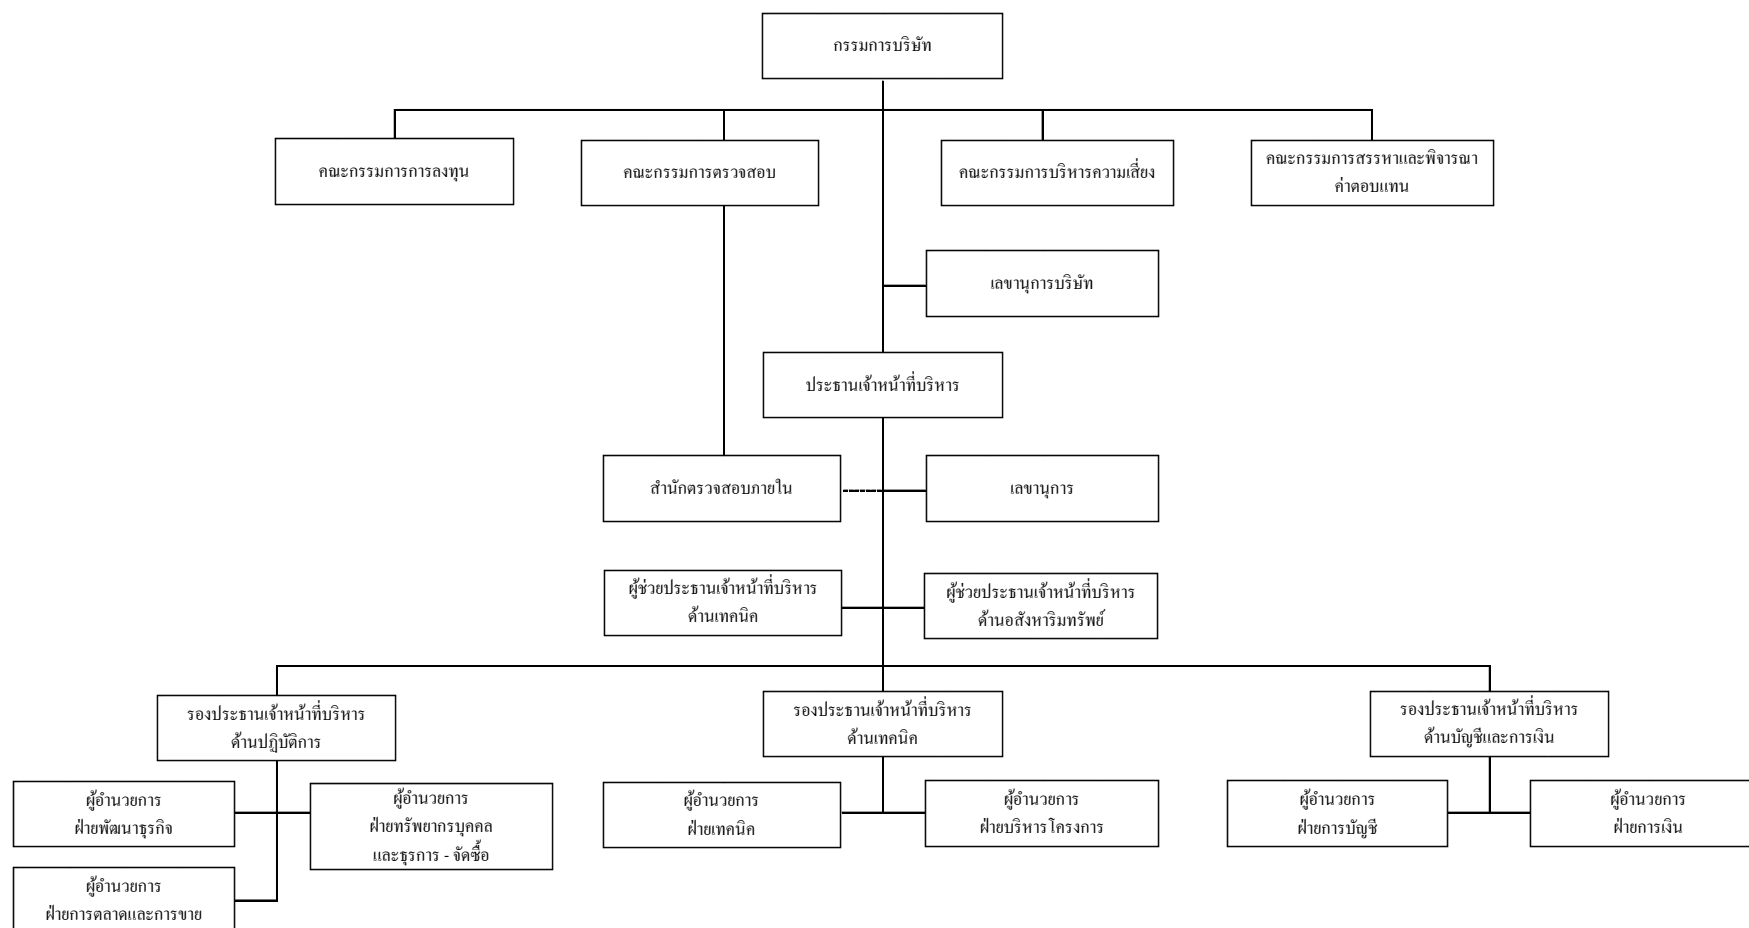 กรรมการบริษัท
คณะกรรมการการลงทุน
คณะกรรมการตรวจสอบ
คณะกรรมการบริหารความเสี่ยง
คณะกรรมการสรรหาและพิจารณา
ค่าตอบแทน
เลขานุการบริษัท
ประธานเจ้าหน้าที่บริหาร
สำนักตรวจสอบภายใน
เลขานุการ
ผู้ช่วยประธานเจ้าหน้าที่บริหาร
ด้านเทคนิค
ผู้ช่วยประธานเจ้าหน้าที่บริหาร
ด้านอสังหาริมทรัพย์
รองประธานเจ้าหน้าที่บริหาร
ด้านปฏิบัติการ
รองประธานเจ้าหน้าที่บริหาร
ด้านเทคนิค
รองประธานเจ้าหน้าที่บริหาร
ด้านบัญชีและการเงิน
ผู้อำนวยการ
ฝ่ายพัฒนาธุรกิจ
ผู้อำนวยการ
ฝ่ายทรัพยากรบุคคล
และธุรการ - จัดซื้อ
ผู้อำนวยการ
ฝ่ายเทคนิค
ผู้อำนวยการ
ฝ่ายบริหารโครงการ
ผู้อำนวยการ
ฝ่ายการบัญชี
ผู้อำนวยการ
ฝ่ายการเงิน
ผู้อำนวยการ
ฝ่ายการตลาดและการขาย